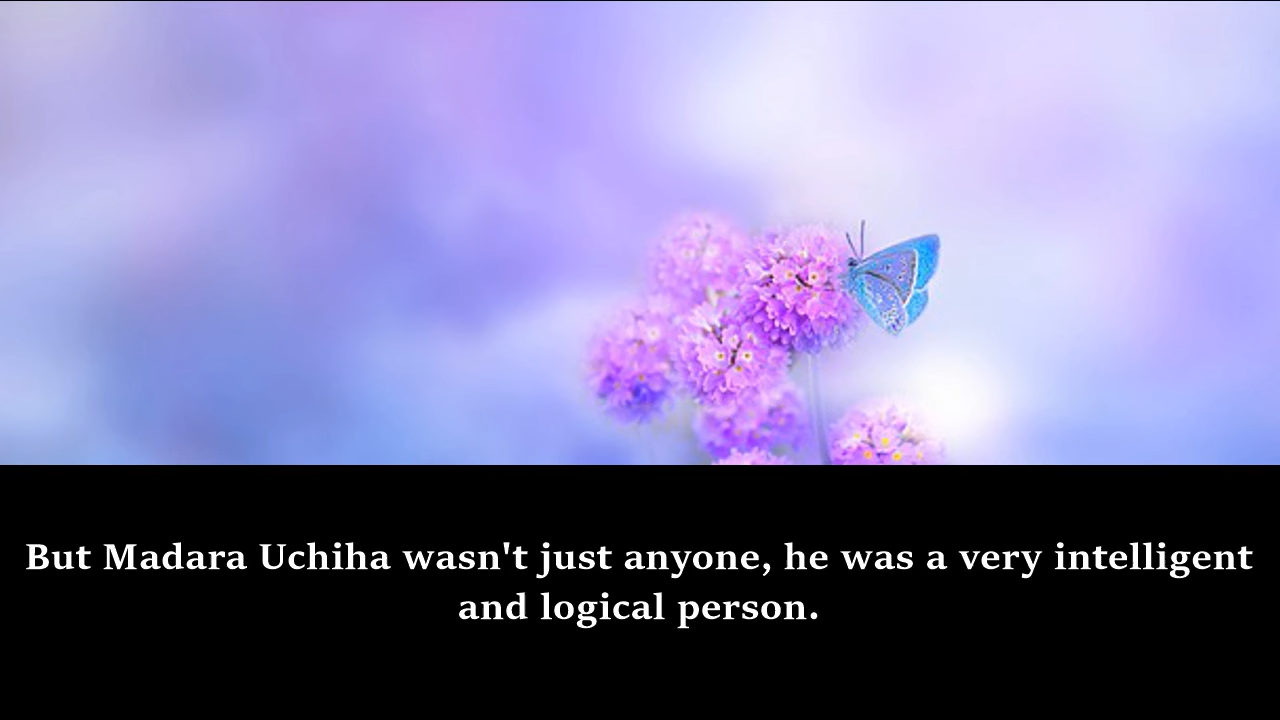 But Madara Uchiha wasn't just anyone, he was a very intelligent
and logical person.